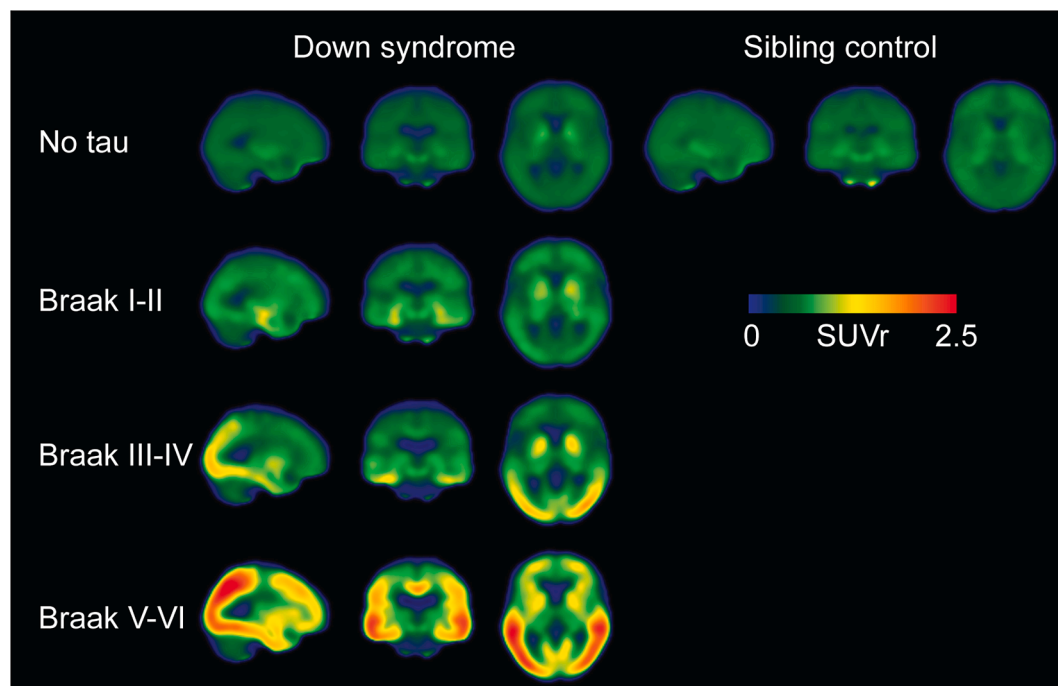 Down syndrome
Sibling control
No tau
Braak I-II
0 SUVr 2.5
Braak III-IV
Braak V-VI